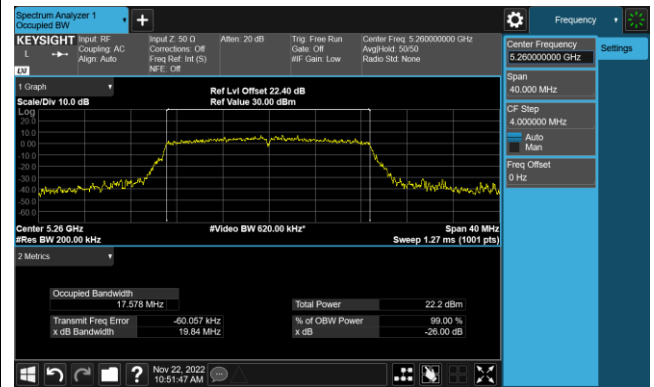 Spectrum Analyzer 1
Occupied BW
+
Frequency
KEYSIGHT
L
LXI
Input: RF
Coupling: AC
Align: Auto
Input Z: 50 Ω
Corrections: Off
Freq Ref: Int (S)
NFE: Off
Atten: 20 dB
Trig: Free Run
Gate: Off
#IF Gain: Low
Center Freq: 5.260000000 GHz
Avg|Hold: 50/50
Radio Std: None
Center Frequency
5.260000000 GHz
Settings
Span
40.000 MHz
CF Step
4.000000 MHz
Auto
Man
Freq Offset
0 Hz
1 Graph
Scale/Div 10.0 dB
Ref Lvl Offset 22.40 dB
Ref Value 30.00 dBm
Log
20.0
10.0
0.00
-10.0
-20.0
-30.0
-40.0
-50.0
-60.0
Center 5.26 GHz
#Res BW 200.00 kHz
#Video BW 620.00 kHz*
Span 40 MHz
Sweep 1.27 ms (1001 pts)
2 Metrics
Occupied Bandwidth
17.578 MHz
Total Power 22.2 dBm
Transmit Freq Error -60.057 kHz
% of OBW Power 99.00 %
x dB Bandwidth 19.84 MHz
x dB -26.00 dB
?
Nov 22, 2022
10:51:47 AM